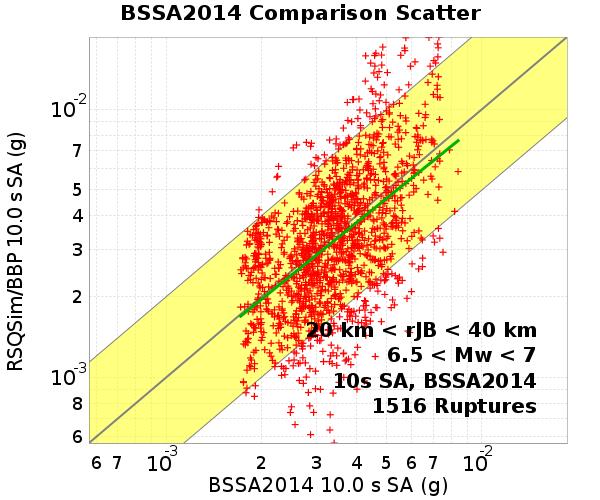 BSSA2014 Comparison Scatter
RSQSim/BBP 10.0 s SA (g)
10-2
7
5
4
3
2
10-3
8
6
20 km < rJB < 40 km
6.5 < Mw < 7
10s SA, BSSA2014
1516 Ruptures
6 7 10-3 2 3 4 5 6 7 10-2
BSSA2014 10.0 s SA (g)